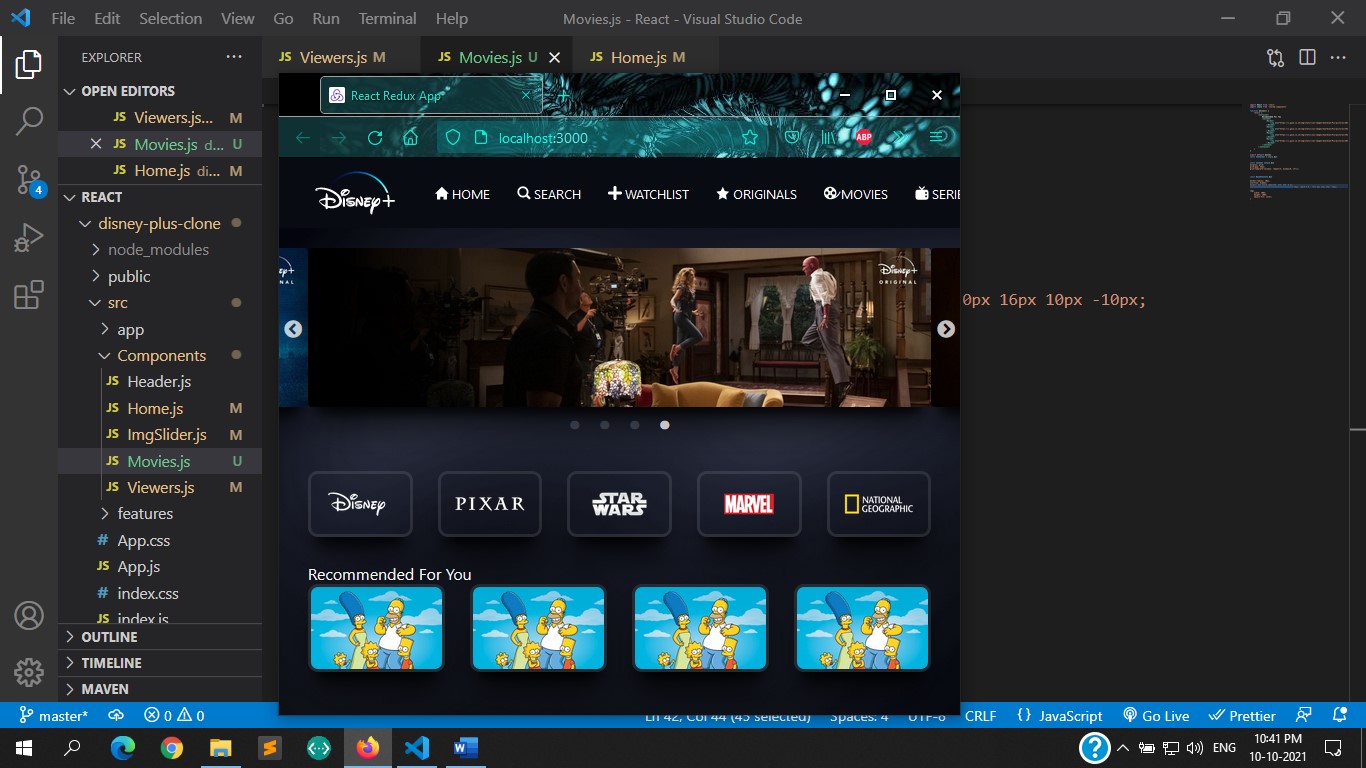 File Edit Selection View Go Run Terminal Help Movies.js - React - Visual Studio Code
EXPLORER
JS Viewers.js M JS Movies.js U JS Home.js M
OPEN EDITORS
JS Viewers.js... M
JS Movies.js d... U
JS Home.js di... M
REACT
disney-plus-clone
node_modules
public
src
app
Components
JS Header.js
JS Home.js M
JS ImgSlider.js M
JS Movies.js U
JS Viewers.js M
features
# App.css
JS App.js
# index.css
JS index.js
OUTLINE
TIMELINE
MAVEN
4
React Redux App
localhost:3000
ABP
Disney+ HOME SEARCH WATCHLIST ORIGINALS MOVIES SERIE
Disney+
ORIGINAL
0px 16px 10px -10px;
Disney PIXAR STAR WARS MARVEL NATIONAL GEOGRAPHIC
Recommended For You
master* 0 0 Ln 42, Col 44 (45 selected) Spaces: 4 UTF-8 CRLF {} JavaScript Go Live Prettier
ENG
10:41 PM
10-10-2021